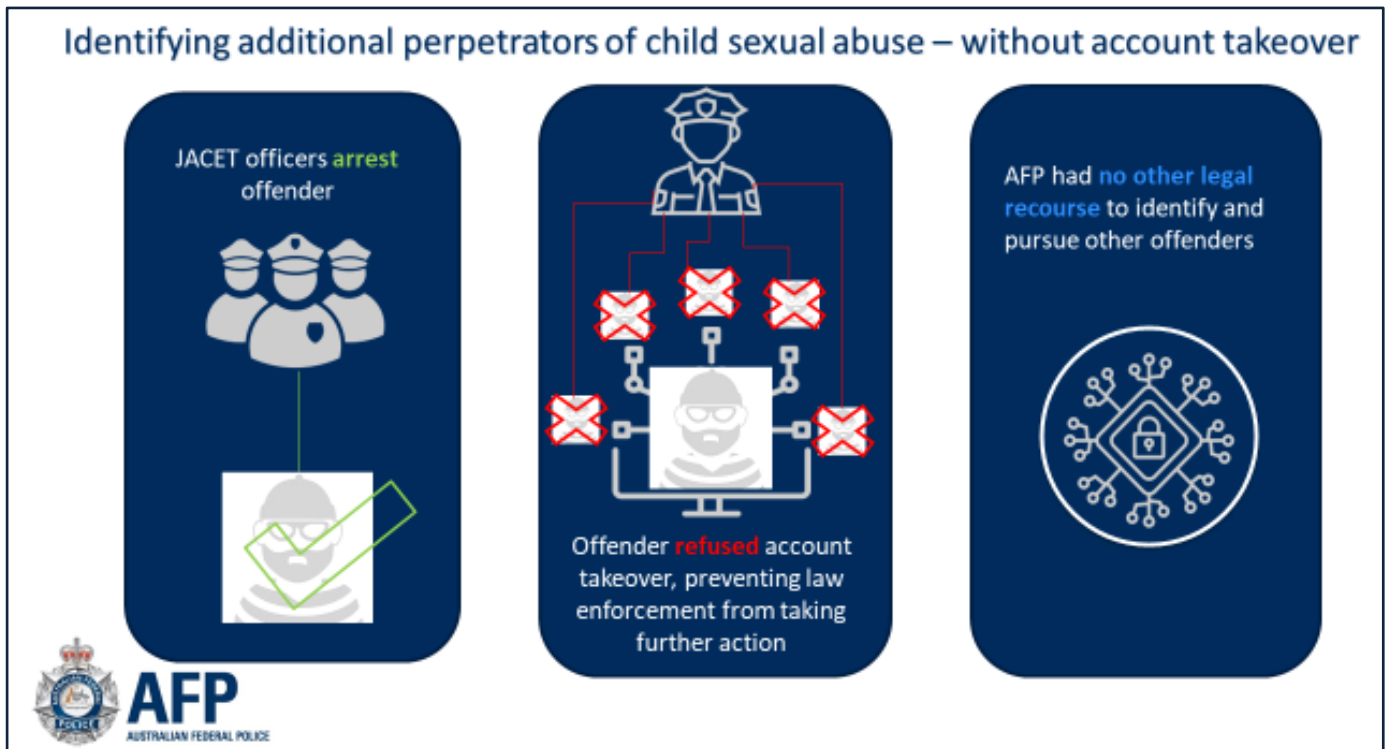 Identifying additional perpetrators of child sexual abuse – without account takeover
JACET officers arrest
offender
Offender refused account
takeover, preventing law
enforcement from taking
further action
AFP had no other legal
recourse to identify and
pursue other offenders
AFP
AUSTRALIAN FEDERAL POLICE